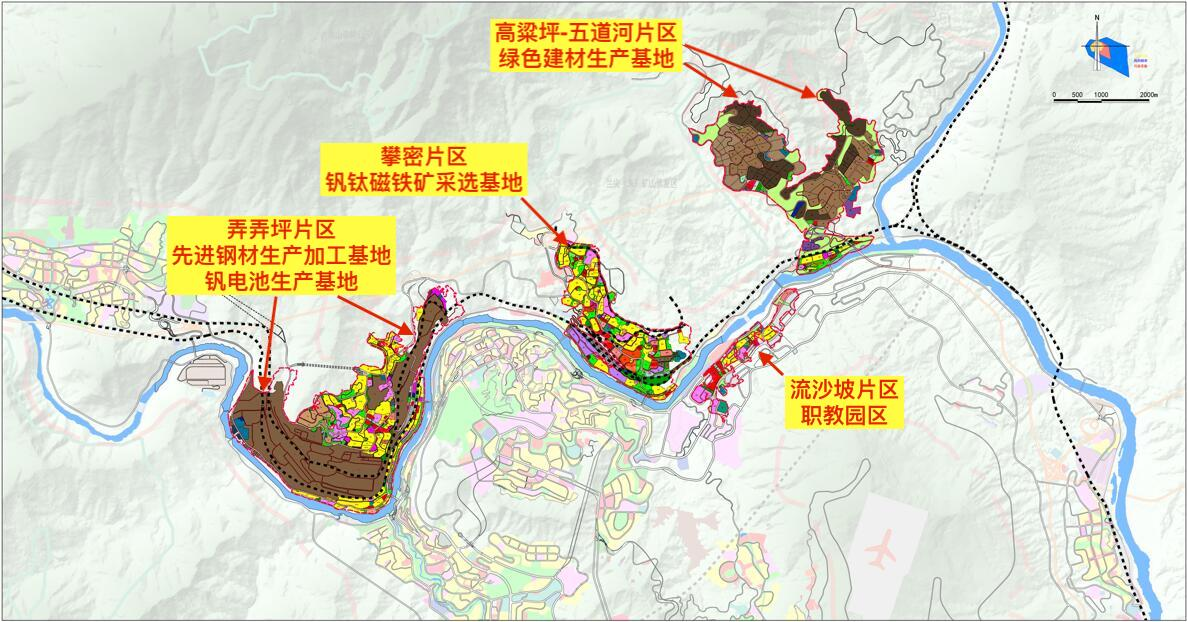 高粱坪-五道河片区
绿色建材生产基地
N
0 500 1000 2000m
攀密片区
钒钛磁铁矿采选基地
弄弄坪片区
先进钢材生产加工基地
钒电池生产基地
流沙坡片区
职教园区